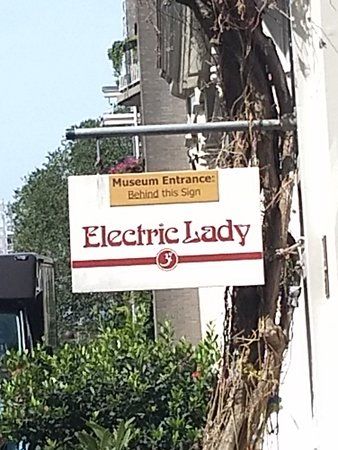 Museum Entrance:
Behind this Sign
Electric Lady